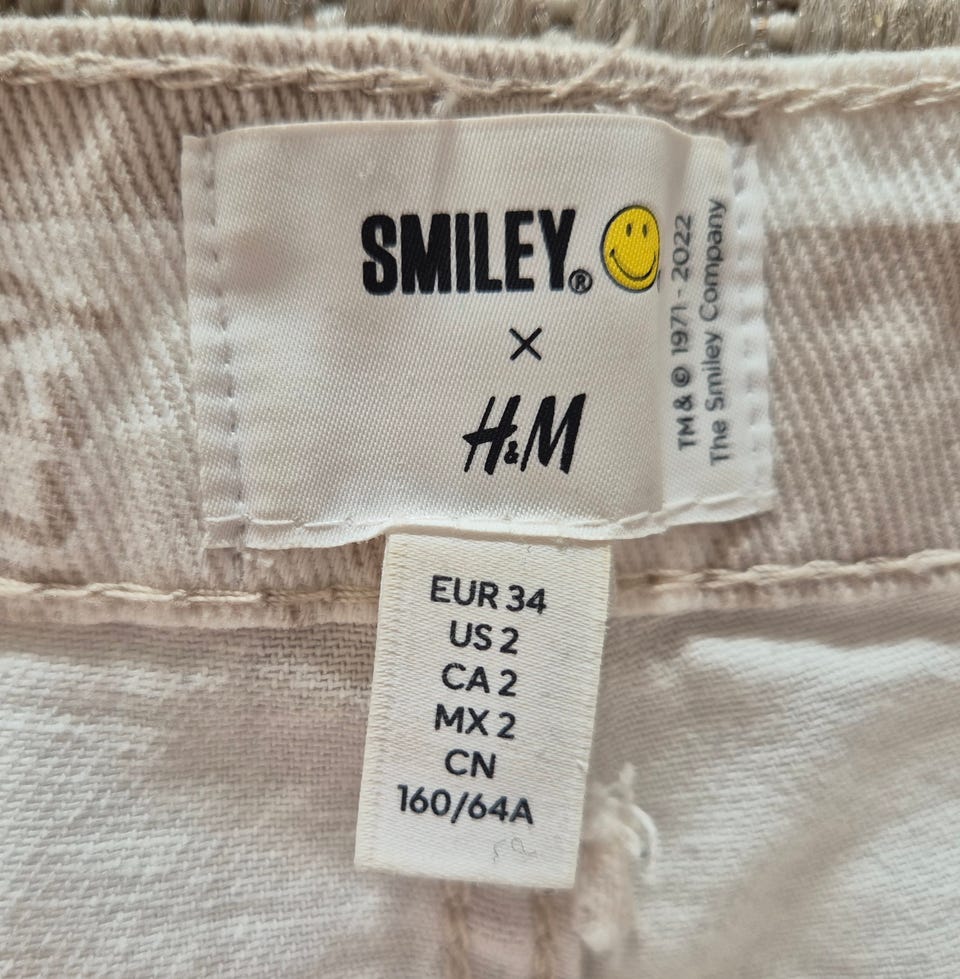 SMILEY®
×
H&M
TM & © 1971 - 2022
The Smiley Company
EUR 34
US 2
CA 2
MX 2
CN
160/64A